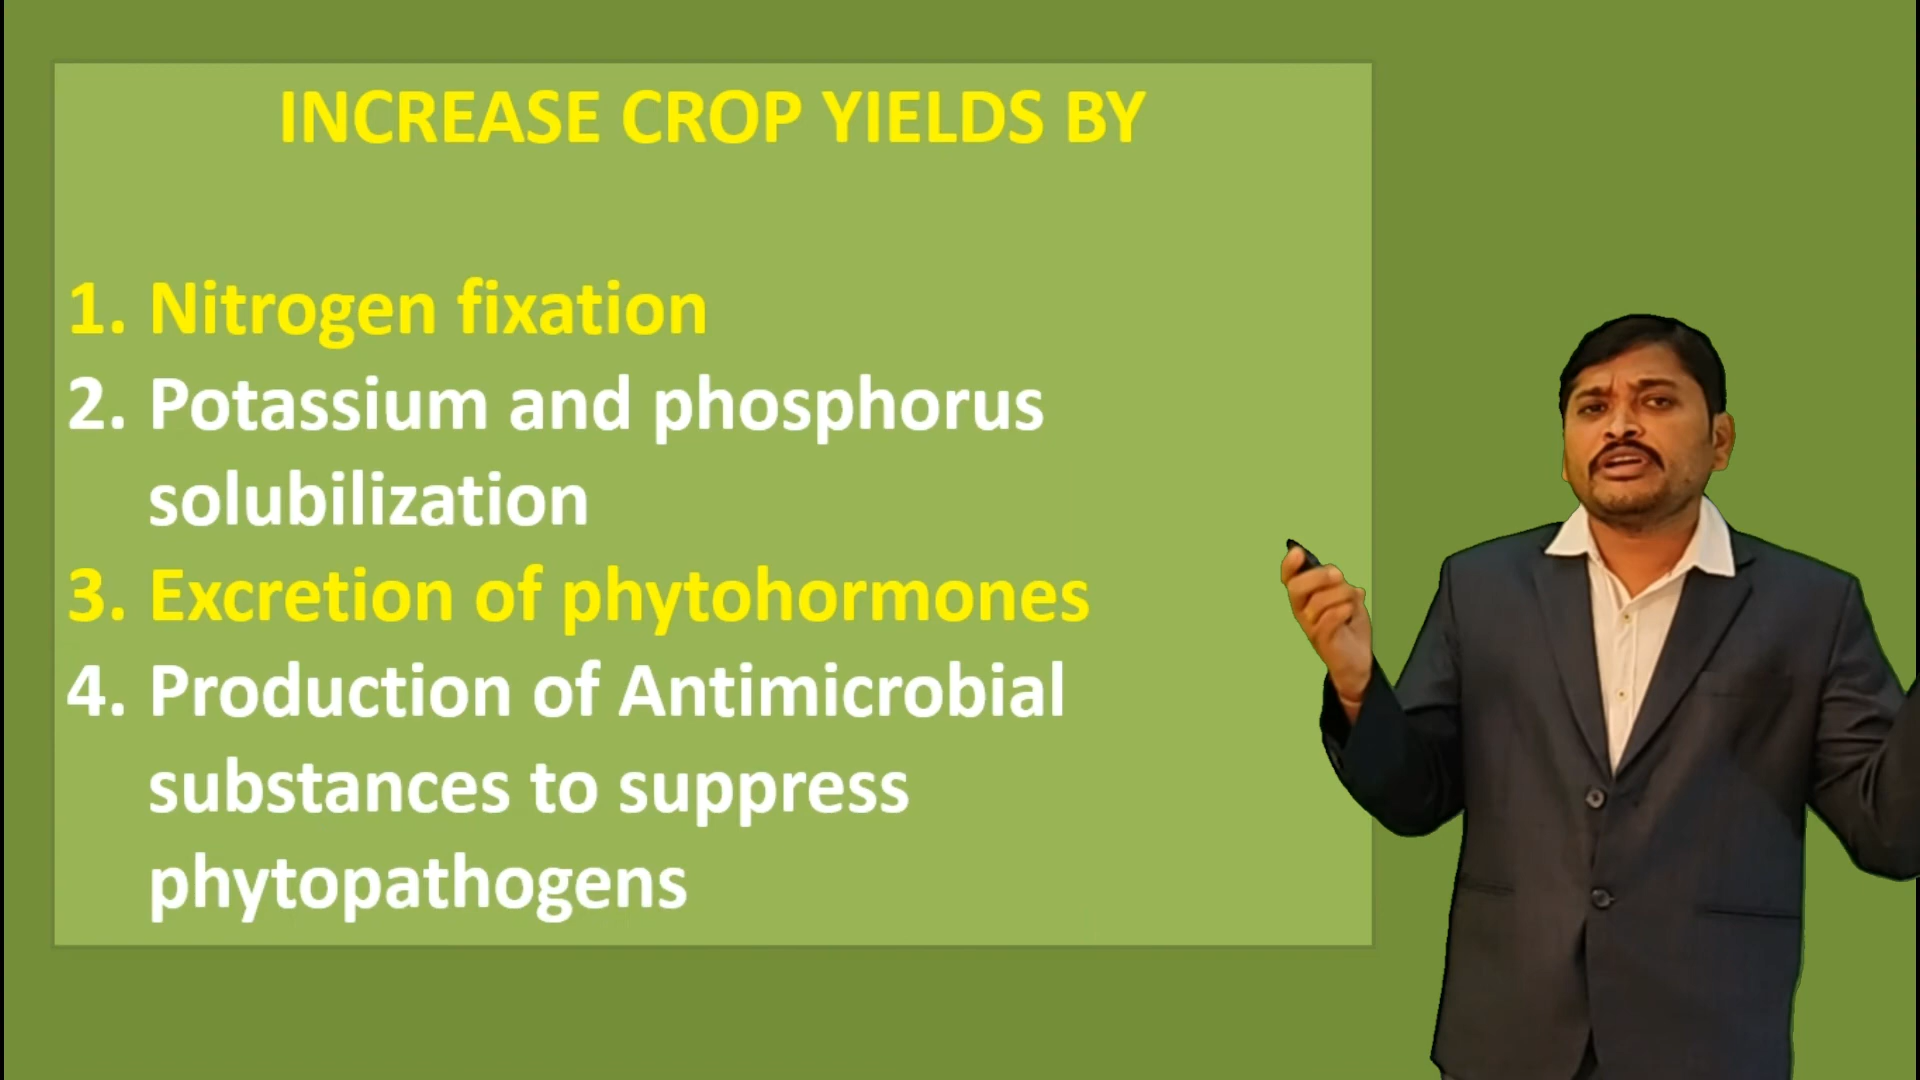 INCREASE CROP YIELDS BY
1. Nitrogen fixation
2. Potassium and phosphorus
solubilization
3. Excretion of phytohormones
4. Production of Antimicrobial
substances to suppress
phytopathogens